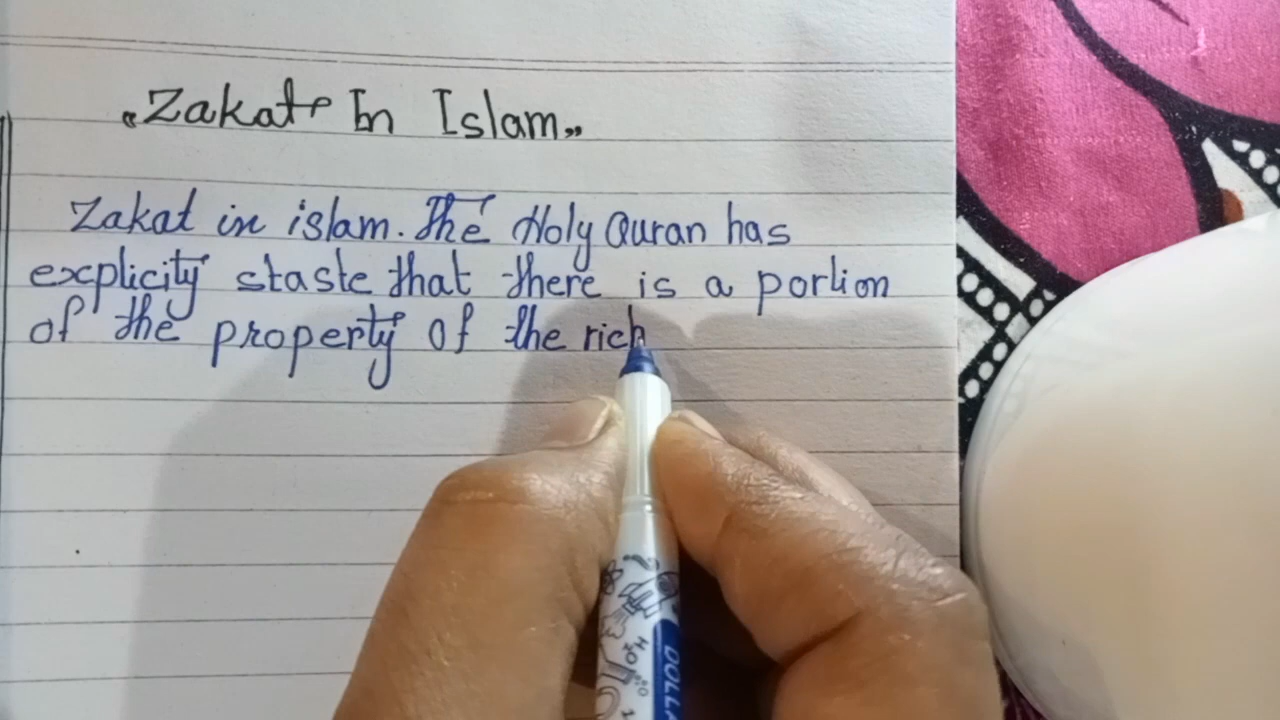 „Zakat In Islam„
Zakat in islam. The Holy Quran has
explicity staste that there is a portion
of the property of the rich
DOLLA